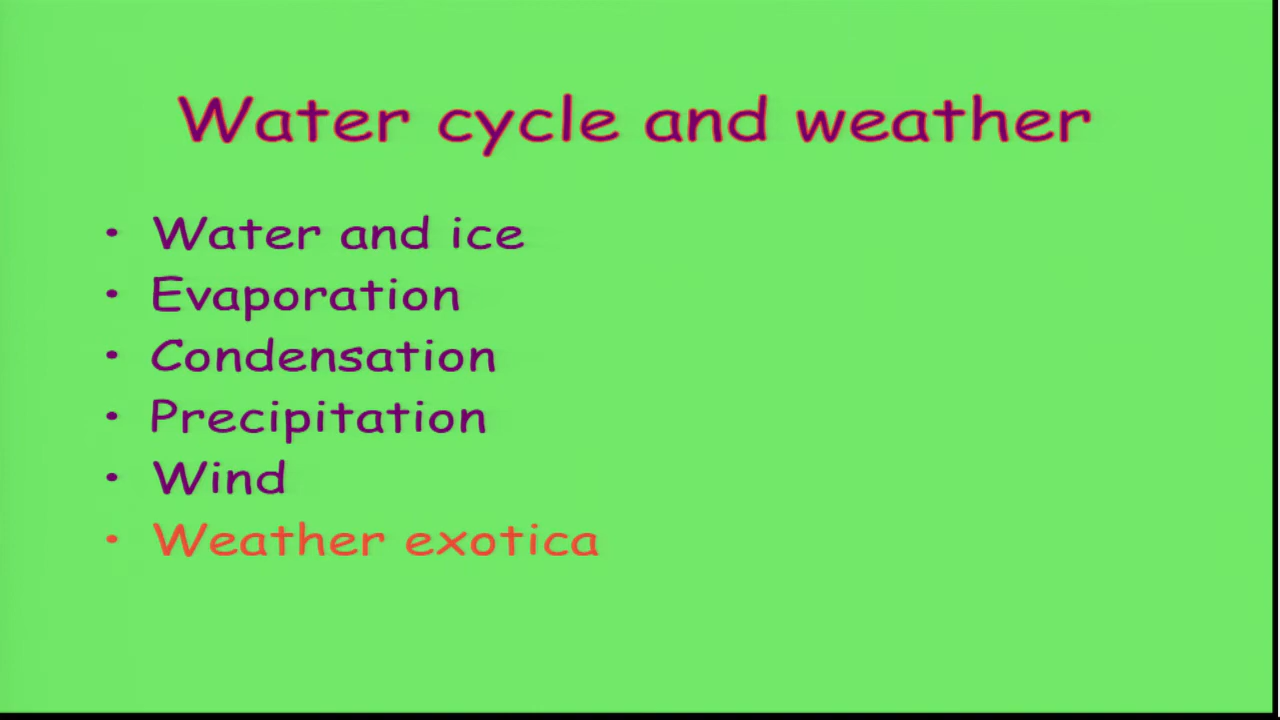 Water cycle and weather
• Water and ice
• Evaporation
• Condensation
• Precipitation
• Wind
• Weather exotica